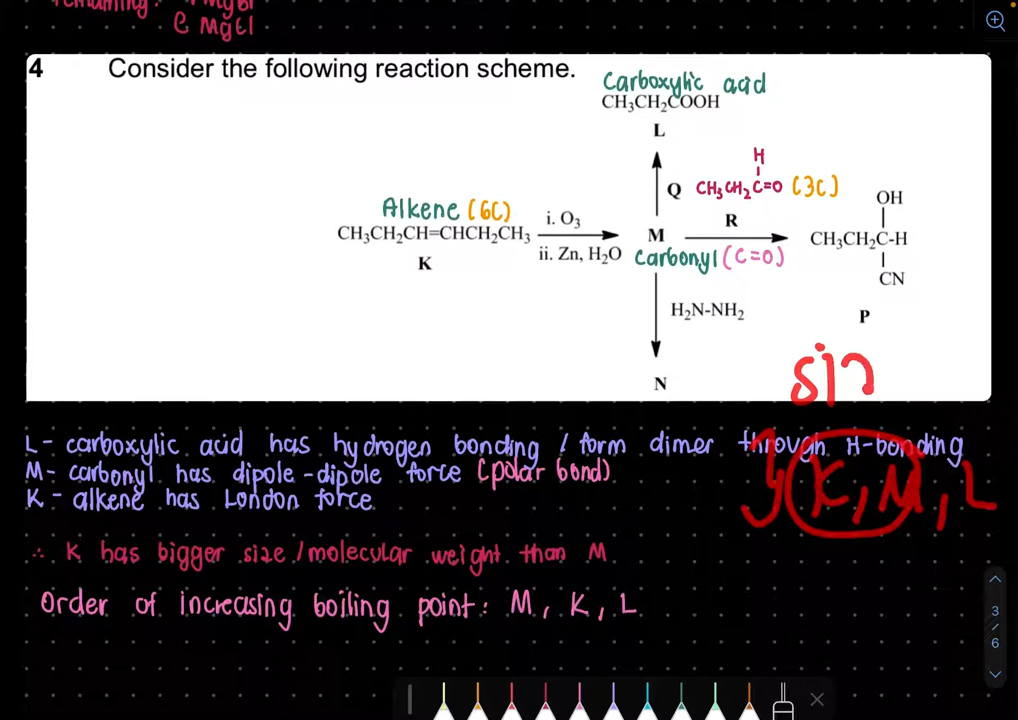 MgCl
4 Consider the following reaction scheme.
Carboxylic acid
CH3CH2COOH
L
H
Q CH3CH2C=O (3C)
OH
Alkene (6C)
i. O3
R
CH3CH2CH=CHCH2CH3
M
CH3CH2C-H
ii. Zn, H2O
Carbonyl (C=O)
K
CN
H2N-NH2
P
N
L- carboxylic acid has hydrogen bonding / form dimer through H-bonding
M- carbonyl has dipole-dipole force (polar bond)
K - alkene has London force
K, M, L
∴ K has bigger size / molecular weight than M
Order of increasing boiling point: M, K, L
3
/
6